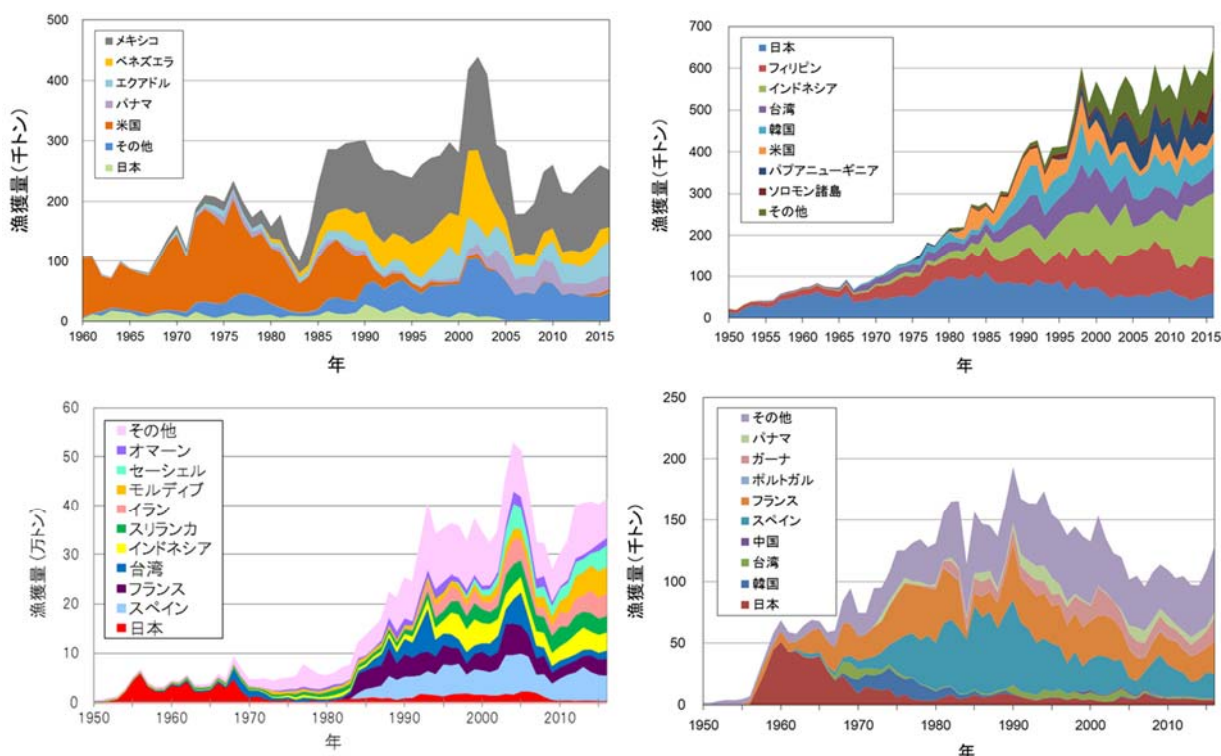 500
400
300
200
100
0
漁獲量(千トン)
メキシコ
ベネズエラ
エクアドル
パナマ
米国
その他
日本
1960 1965 1970 1975 1980 1985 1990 1995 2000 2005 2010 2015
年
700
600
500
400
300
200
100
0
漁獲量(千トン)
日本
フィリピン
インドネシア
台湾
韓国
米国
パプアニューギニア
ソロモン諸島
その他
1950 1955 1960 1965 1970 1975 1980 1985 1990 1995 2000 2005 2010 2015
年
60
50
40
30
20
10
0
漁獲量(万トン)
その他
オマーン
セーシェル
モルディブ
イラン
スリランカ
インドネシア
台湾
フランス
スペイン
日本
1950 1960 1970 1980 1990 2000 2010
年
250
200
150
100
50
0
漁獲量(千トン)
その他
パナマ
ガーナ
ポルトガル
フランス
スペイン
中国
台湾
韓国
日本
1950 1960 1970 1980 1990 2000 2010
年